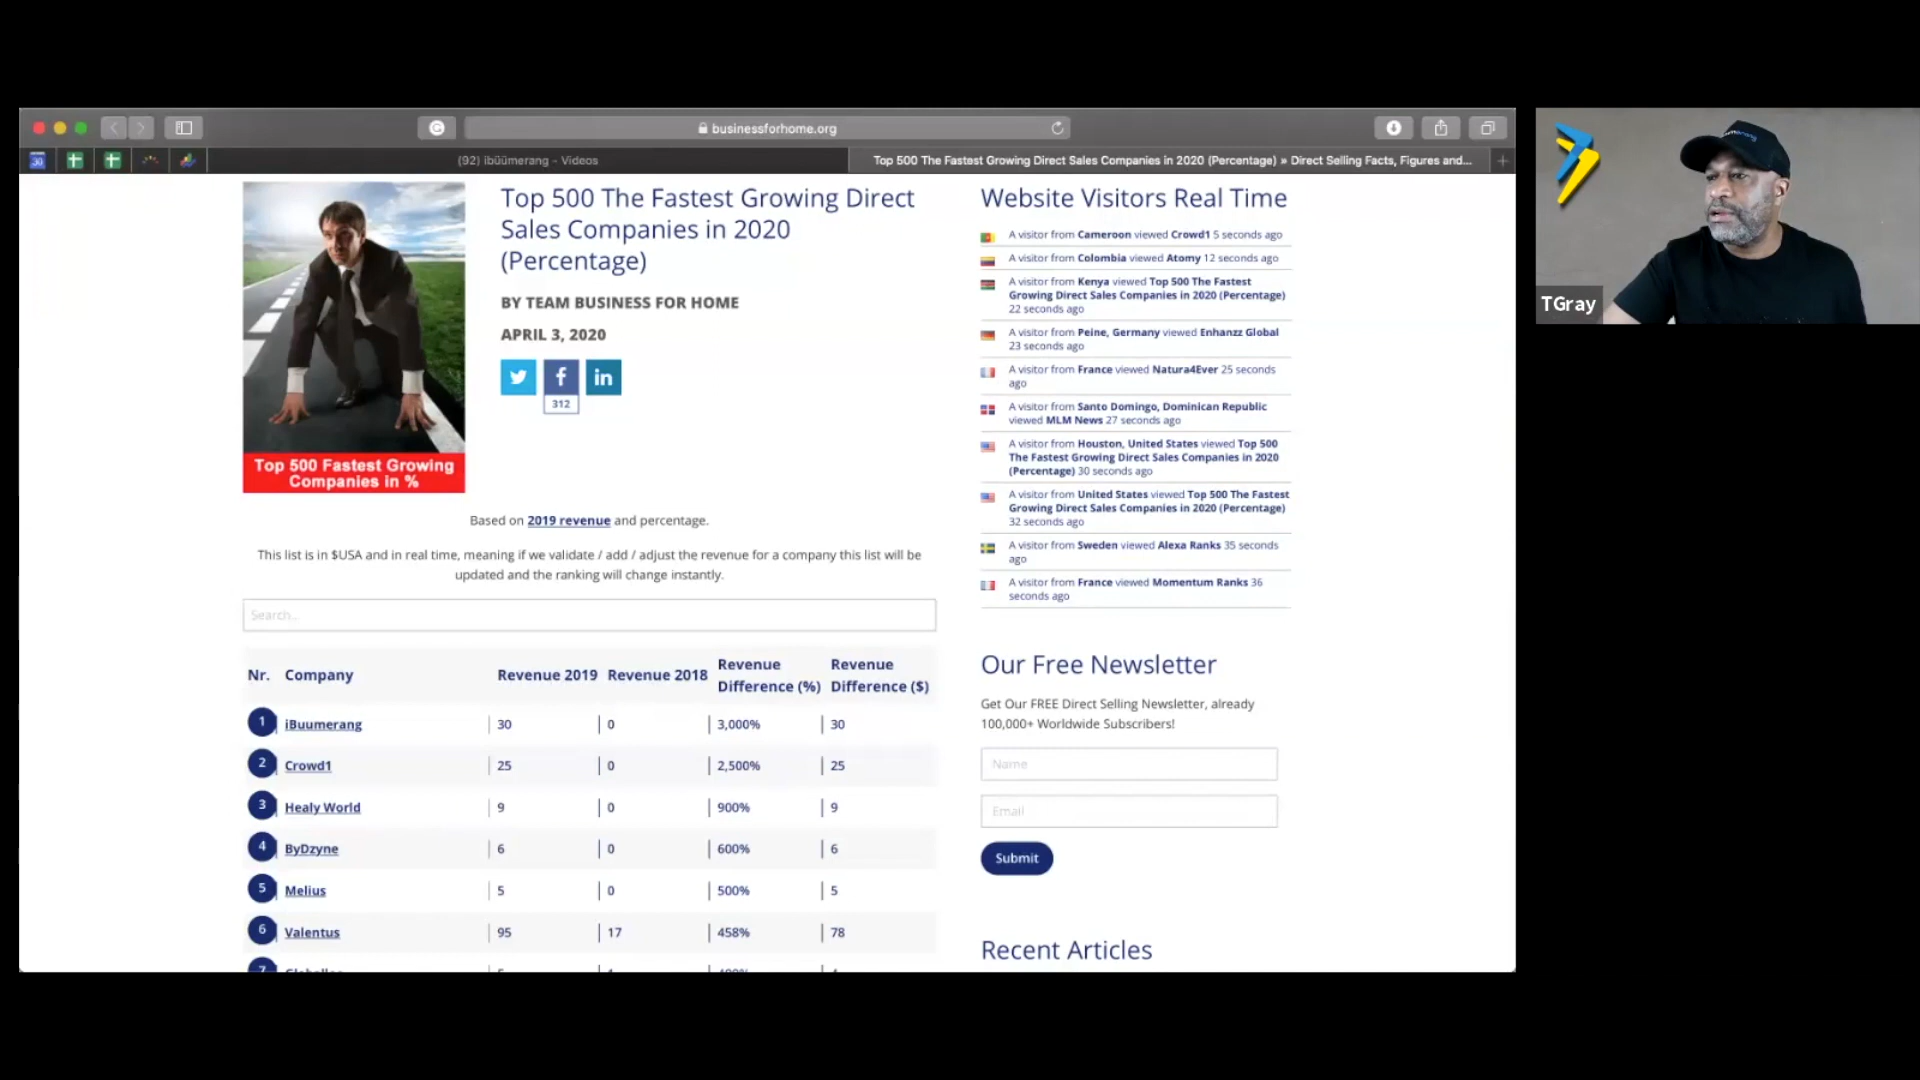 businessforhome.org
30
(92) ibüümerang - Videos
Top 500 The Fastest Growing Direct Sales Companies in 2020 (Percentage) » Direct Selling Facts, Figures and...
Top 500 Fastest Growing
Companies in %
Top 500 The Fastest Growing Direct
Sales Companies in 2020
(Percentage)
BY TEAM BUSINESS FOR HOME
APRIL 3, 2020
312
Based on 2019 revenue and percentage.
This list is in $USA and in real time, meaning if we validate / add / adjust the revenue for a company this list will be
updated and the ranking will change instantly.
Search...
Nr. Company Revenue 2019 Revenue 2018 Revenue Difference (%) Revenue Difference ($)
1 iBuumerang 30 0 3,000% 30
2 Crowd1 25 0 2,500% 25
3 Healy World 9 0 900% 9
4 ByDzyne 6 0 600% 6
5 Melius 5 0 500% 5
6 Valentus 95 17 458% 78
Website Visitors Real Time
A visitor from Cameroon viewed Crowd1 5 seconds ago
A visitor from Colombia viewed Atomy 12 seconds ago
A visitor from Kenya viewed Top 500 The Fastest
Growing Direct Sales Companies in 2020 (Percentage)
22 seconds ago
A visitor from Peine, Germany viewed Enhanzz Global
23 seconds ago
A visitor from France viewed Natura4Ever 25 seconds
ago
A visitor from Santo Domingo, Dominican Republic
viewed MLM News 27 seconds ago
A visitor from Houston, United States viewed Top 500
The Fastest Growing Direct Sales Companies in 2020
(Percentage) 30 seconds ago
A visitor from United States viewed Top 500 The Fastest
Growing Direct Sales Companies in 2020 (Percentage)
32 seconds ago
A visitor from Sweden viewed Alexa Ranks 35 seconds
ago
A visitor from France viewed Momentum Ranks 36
seconds ago
Our Free Newsletter
Get Our FREE Direct Selling Newsletter, already
100,000+ Worldwide Subscribers!
Name
Email
Submit
Recent Articles
TGray